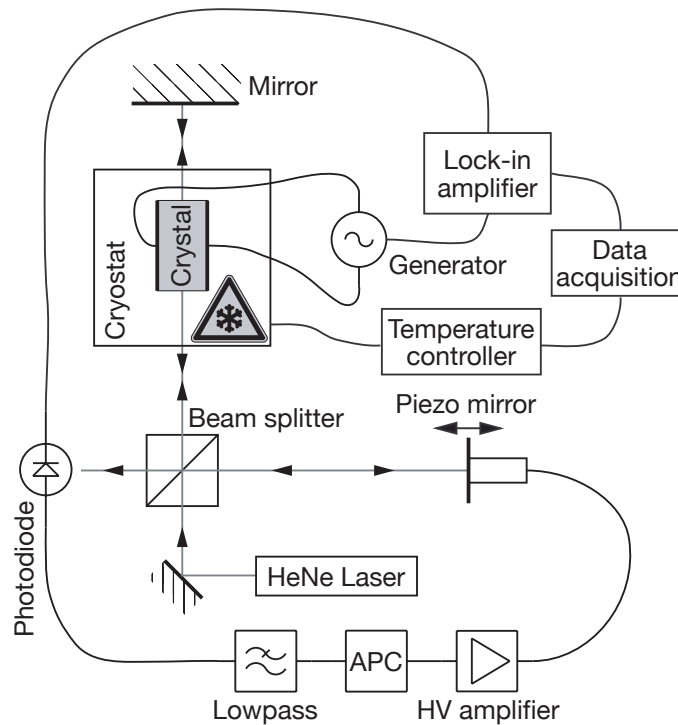 Mirror
Lock-in
amplifier
Crystal
Cryostat
Generator
Data
acquisition
Temperature
controller
Beam splitter
Piezo mirror
Photodiode
HeNe Laser
APC
Lowpass
HV amplifier